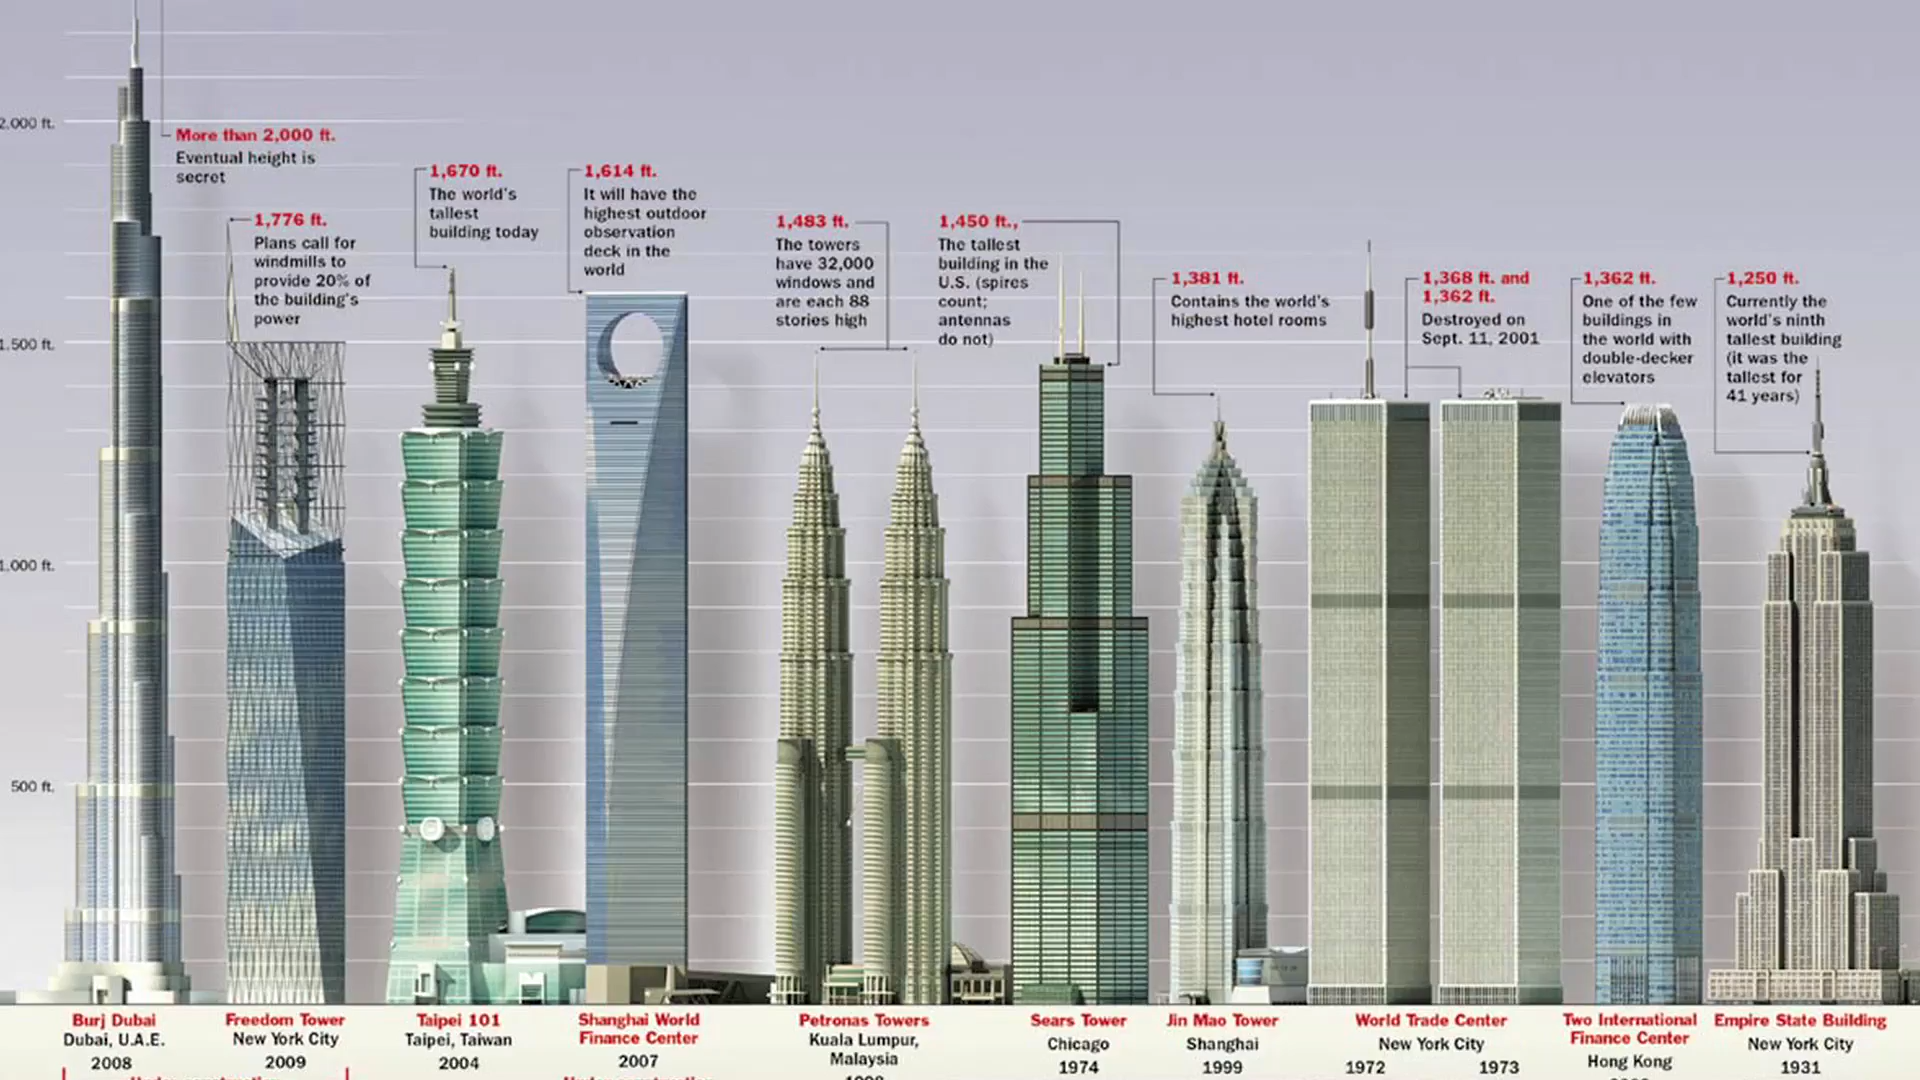 2,000 ft.
1,500 ft.
1,000 ft.
500 ft.
More than 2,000 ft.
Eventual height is
secret
1,776 ft.
Plans call for
windmills to
provide 20% of
the building's
power
1,670 ft.
The world's
tallest
building today
1,614 ft.
It will have the
highest outdoor
observation
deck in the
world
1,483 ft.
The towers
have 32,000
windows and
are each 88
stories high
1,450 ft.,
The tallest
building in the
U.S. (spires
count;
antennas
do not)
1,381 ft.
Contains the world's
highest hotel rooms
1,368 ft. and
1,362 ft.
Destroyed on
Sept. 11, 2001
1,362 ft.
One of the few
buildings in
the world with
double-decker
elevators
1,250 ft.
Currently the
world's ninth
tallest building
(it was the
tallest for
41 years)
Burj Dubai
Dubai, U.A.E.
2008
Freedom Tower
New York City
2009
Taipei 101
Taipei, Taiwan
2004
Shanghai World
Finance Center
2007
Petronas Towers
Kuala Lumpur,
Malaysia
Sears Tower
Chicago
1974
Jin Mao Tower
Shanghai
1999
World Trade Center
New York City
1972 1973
Two International
Finance Center
Hong Kong
Empire State Building
New York City
1931